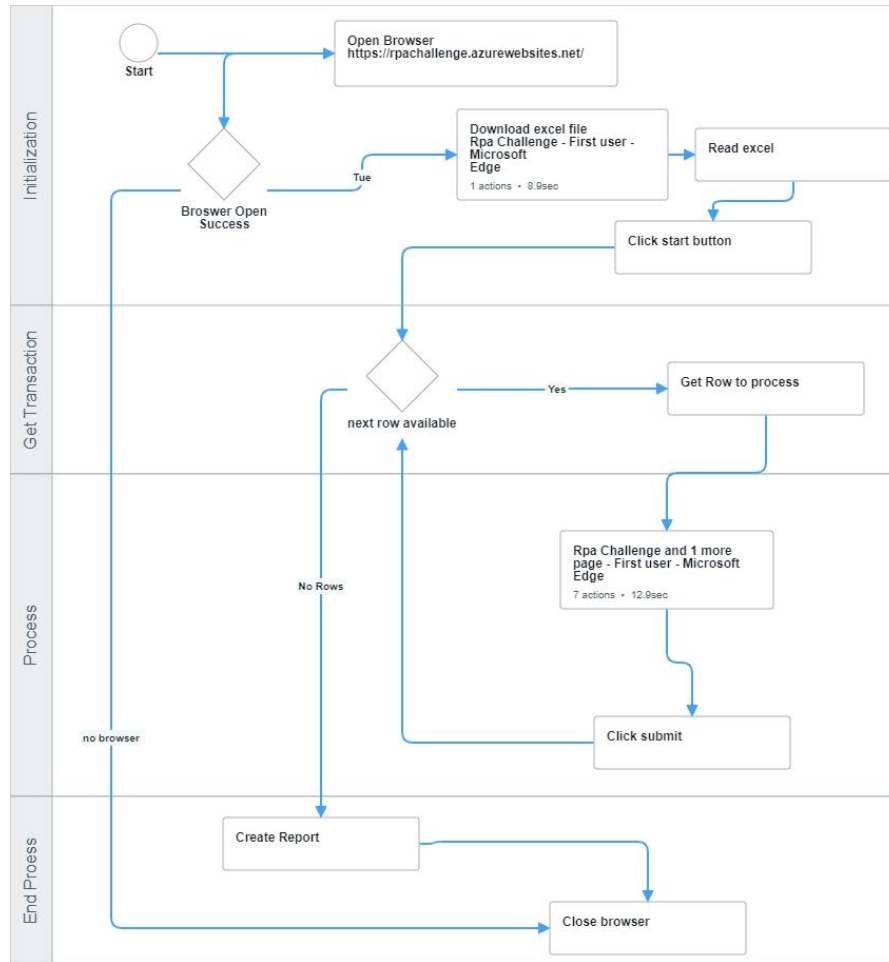 Initialization
Start
Open Browser
https://rpachallenge.azurewebsites.net/
Broswer Open
Success
Tue
Download excel file
Rpa Challenge - First user -
Microsoft
Edge
1 actions • 8.9sec
Read excel
Click start button
Get Transaction
next row available
Yes
Get Row to process
Process
No Rows
Rpa Challenge and 1 more
page - First user - Microsoft
Edge
7 actions • 12.9sec
Click submit
no browser
End Proess
Create Report
Close browser